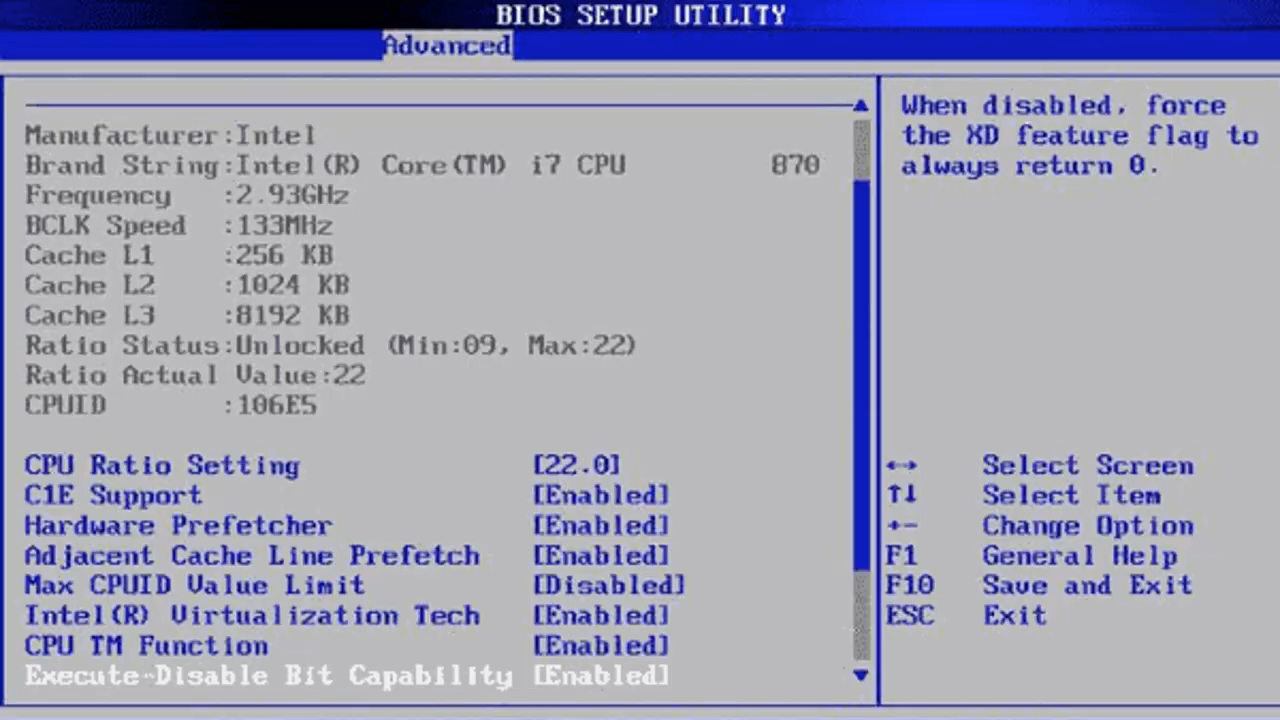 BIOS SETUP UTILITY
Advanced
Manufacturer:Intel
Brand String:Intel(R) Core(TM) i7 CPU 870
Frequency :2.93GHz
BCLK Speed :133MHz
Cache L1 :256 KB
Cache L2 :1024 KB
Cache L3 :8192 KB
Ratio Status:Unlocked (Min:09, Max:22)
Ratio Actual Value:22
CPUID :106E5
CPU Ratio Setting [22.0]
C1E Support [Enabled]
Hardware Prefetcher [Enabled]
Adjacent Cache Line Prefetch [Enabled]
Max CPUID Value Limit [Disabled]
Intel(R) Virtualization Tech [Enabled]
CPU TM Function [Enabled]
Execute-Disable Bit Capability [Enabled]
When disabled, force
the XD feature flag to
always return 0.
↔ Select Screen
↑↓ Select Item
+- Change Option
F1 General Help
F10 Save and Exit
ESC Exit